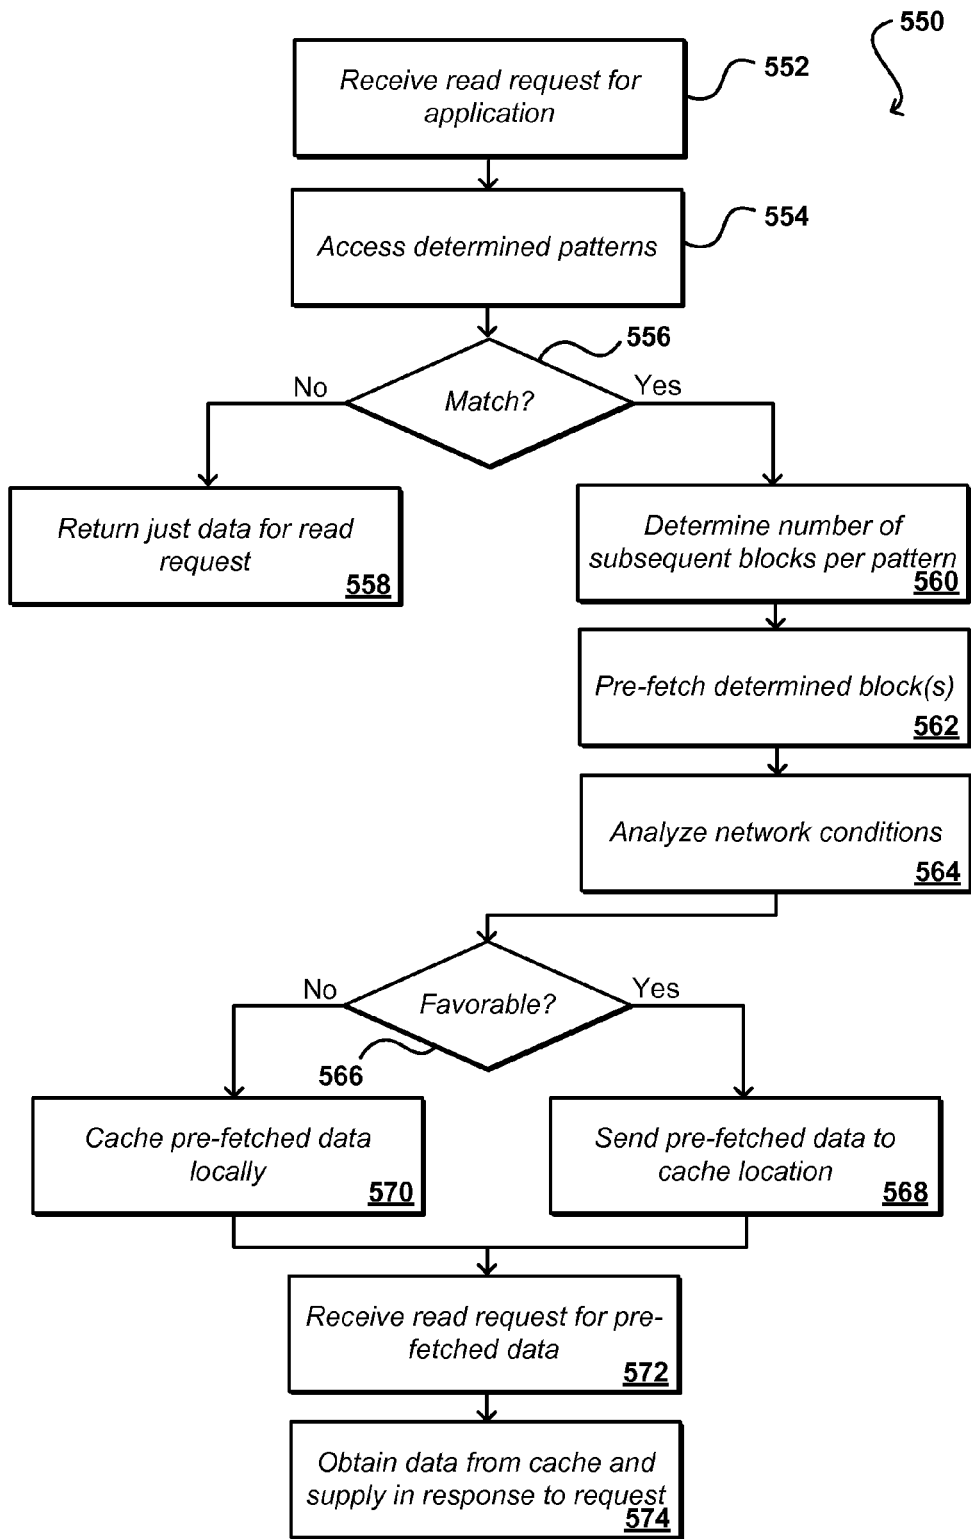 550
Receive read request for
application
552
Access determined patterns
554
556
No
Match?
Yes
Return just data for read
request
558
Determine number of
subsequent blocks per pattern
560
Pre-fetch determined block(s)
562
Analyze network conditions
564
No
Favorable?
Yes
566
Cache pre-fetched data
locally
570
Send pre-fetched data to
cache location
568
Receive read request for pre-
fetched data
572
Obtain data from cache and
supply in response to request
574